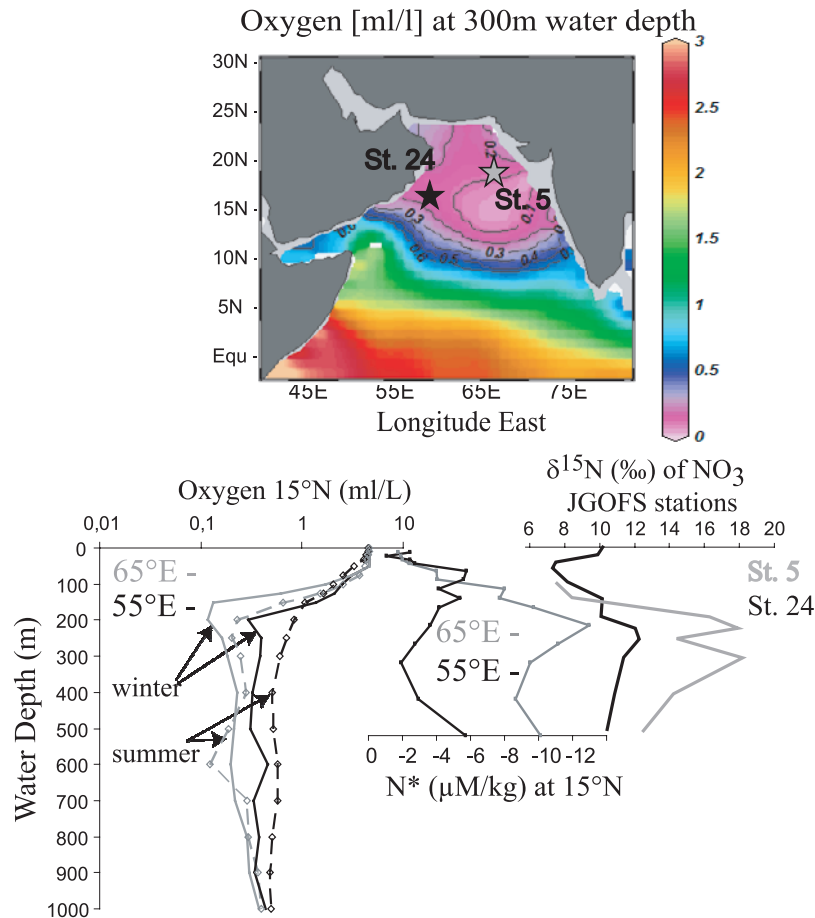 Oxygen [ml/l] at 300m water depth
30N
25N
20N
15N
10N
5N
Equ
St. 24
St. 5
0.3
0.3
0.4
0.5
3
2.5
2
1.5
1
0.5
0
45E 55E 65E 75E
Longitude East
Oxygen 15°N (ml/L)
0,01 0,1 1 10
δ¹⁵N (‰) of NO₃
JGOFS stations
6 8 10 12 14 16 18 20
0
100
200
300
400
500
600
700
800
900
1000
Water Depth (m)
65°E -
55°E -
winter
summer
65°E -
55°E -
St. 5
St. 24
0 -2 -4 -6 -8 -10 -12
N* (µM/kg) at 15°N